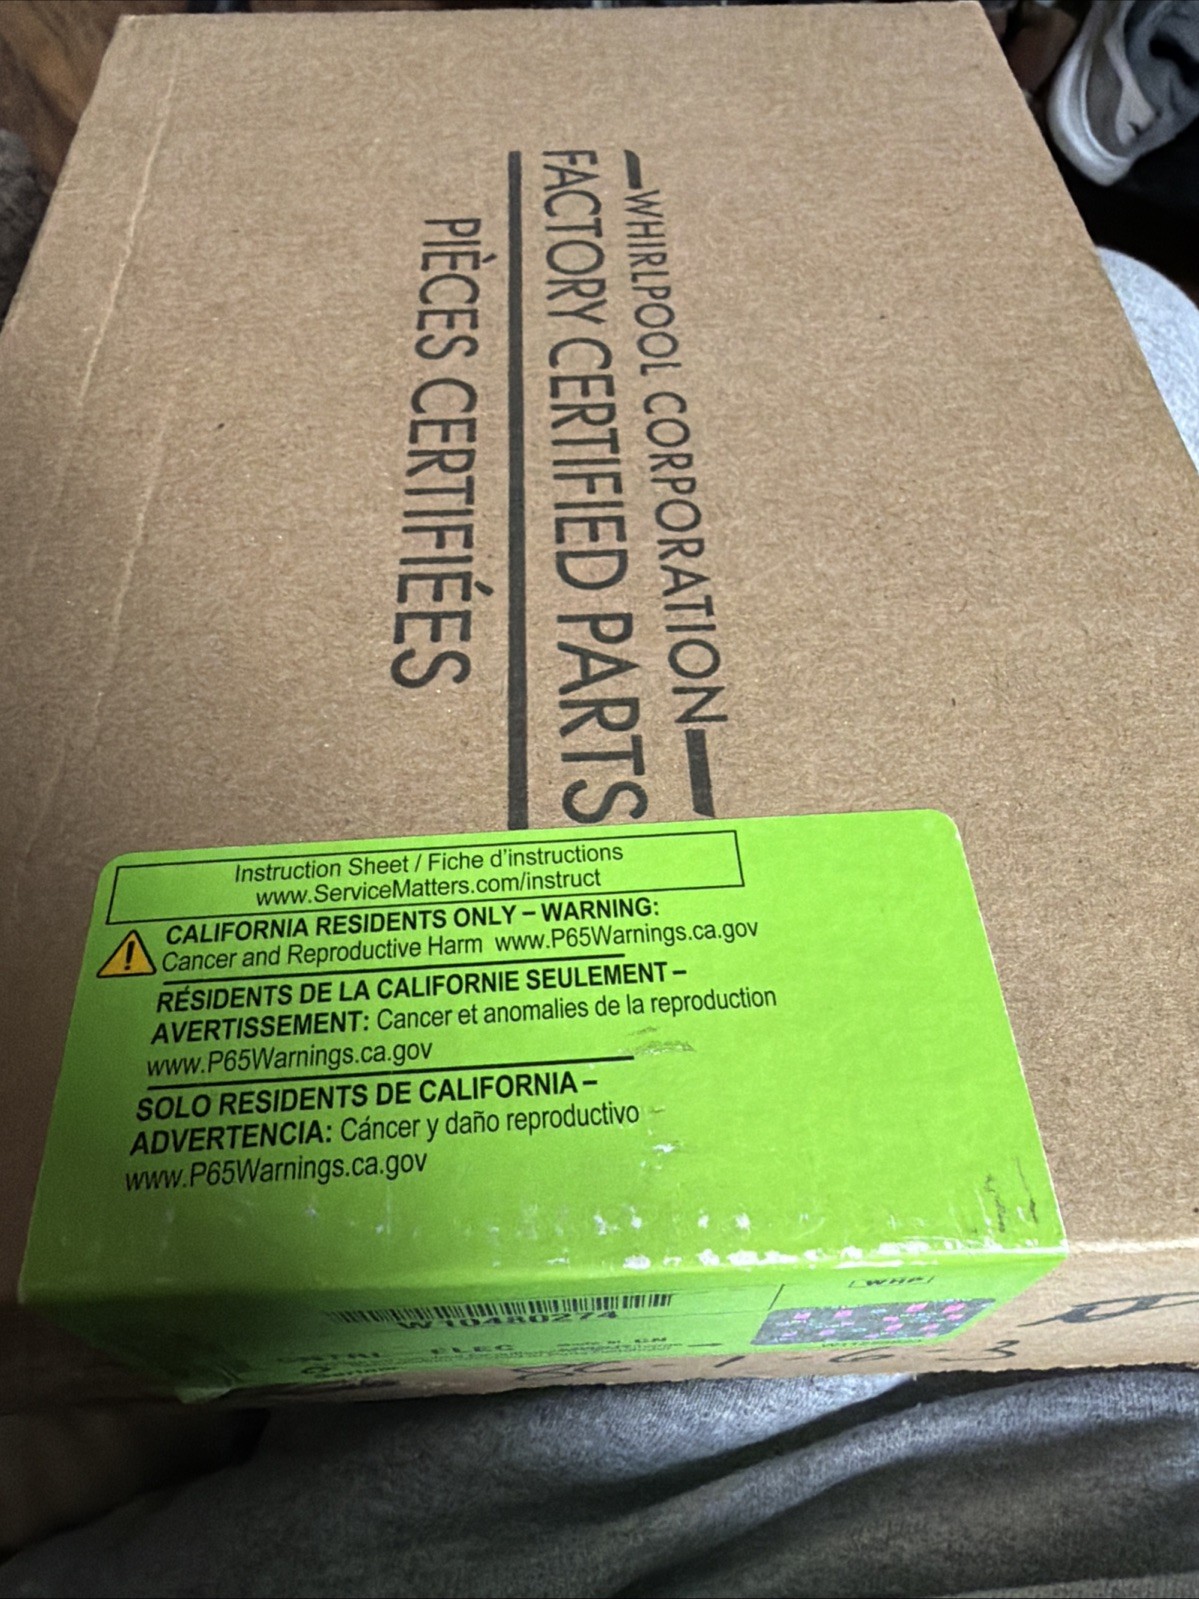 WHIRLPOOL CORPORATION
FACTORY CERTIFIED PARTS
PIÈCES CERTIFIÉES
Instruction Sheet / Fiche d'instructions
www.ServiceMatters.com/instruct
CALIFORNIA RESIDENTS ONLY – WARNING:
Cancer and Reproductive Harm www.P65Warnings.ca.gov
RÉSIDENTS DE LA CALIFORNIE SEULEMENT –
AVERTISSEMENT: Cancer et anomalies de la reproduction
www.P65Warnings.ca.gov
SOLO RESIDENTS DE CALIFORNIA –
ADVERTENCIA: Cáncer y daño reproductivo
www.P65Warnings.ca.gov
WHP
W10480274
CNTRL ELEC